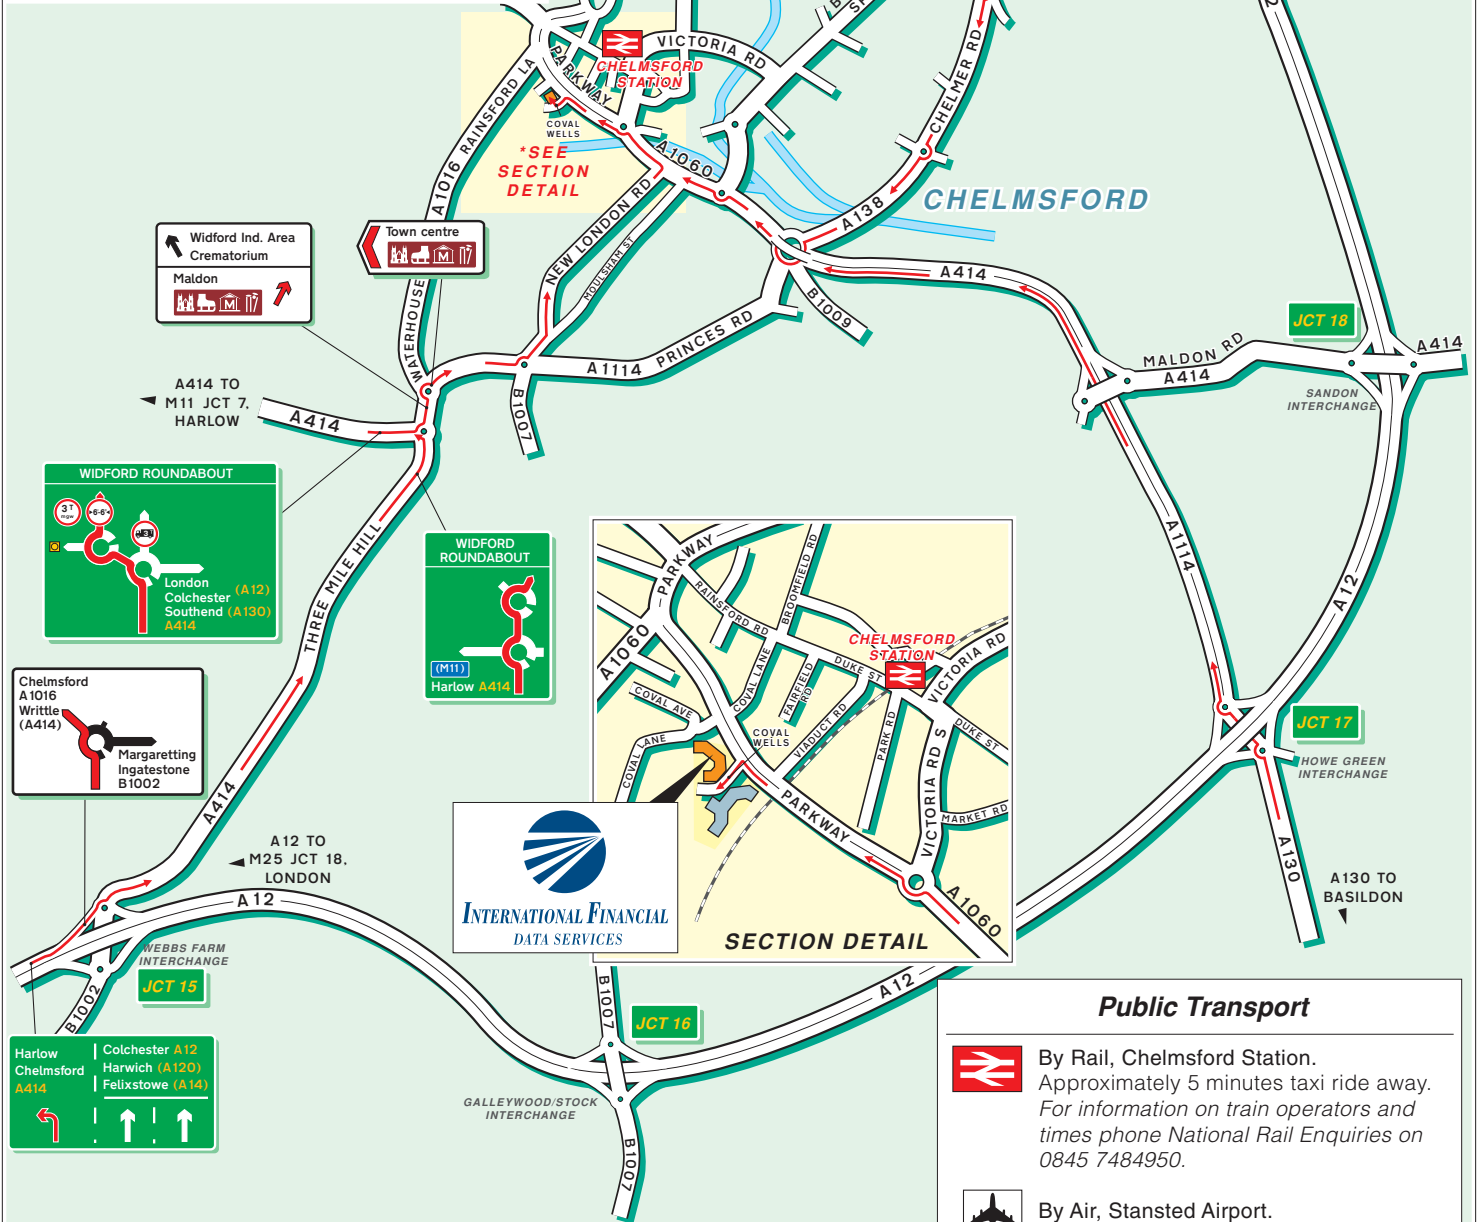 VICTORIA RD
CHELMSFORD
STATION
PARKWAY
COVAL
WELLS
*SEE
SECTION
DETAIL
A1060
A1016 RAINSFORD LA
CHELMER RD
CHELMSFORD
A138
Widford Ind. Area
Crematorium
Maldon
M
Town centre
M
NEW LONDON RD
MOULSHAM ST
WATERHOUSE
A414
B1009
JCT 18
MALDON RD
A414
A414
SANDON
INTERCHANGE
A1114 PRINCES RD
B1007
A414 TO
M11 JCT 7,
HARLOW
A414
WIDFORD ROUNDABOUT
3T
mgw
6'-6"
London
Colchester (A12)
Southend (A130)
A414
WIDFORD
ROUNDABOUT
(M11)
Harlow A414
THREE MILE HILL
A414
Chelmsford
A1016
Writtle
(A414)
Margaretting
Ingatestone
B1002
A12 TO
M25 JCT 18,
LONDON
A12
WEBBS FARM
INTERCHANGE
JCT 15
B1002
Harlow
Chelmsford
A414
Colchester A12
Harwich (A120)
Felixstowe (A14)
PARKWAY
RAINSFORD RD
BROOMFIELD RD
A1060
CHELMSFORD
STATION
DUKE ST
VICTORIA RD
COVAL LANE
FAIRFIELD
RD
COVAL AVE
COVAL LANE
COVAL
WELLS
VIADUCT RD
PARK RD
VICTORIA RD S
DUKE ST
MARKET RD
PARKWAY
A1060
SECTION DETAIL
INTERNATIONAL FINANCIAL
DATA SERVICES
A1114
A12
JCT 17
HOWE GREEN
INTERCHANGE
A130
A130 TO
BASILDON
B1007
JCT 16
A12
GALLEYWOOD/STOCK
INTERCHANGE
B1007
Public Transport
By Rail, Chelmsford Station.
Approximately 5 minutes taxi ride away.
For information on train operators and
times phone National Rail Enquiries on
0845 7484950.
By Air, Stansted Airport.